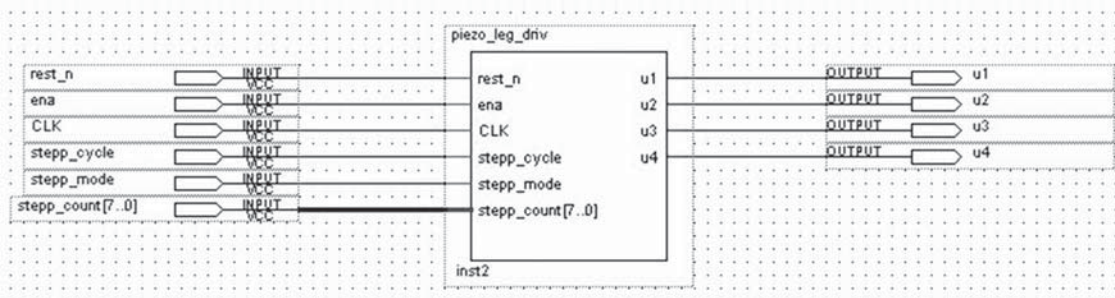 piezo_leg_driv
rest_n INPUT VCC rest_n u1 OUTPUT u1
ena INPUT VCC ena u2 OUTPUT u2
CLK INPUT VCC CLK u3 OUTPUT u3
stepp_cycle INPUT VCC stepp_cycle u4 OUTPUT u4
stepp_mode INPUT VCC stepp_mode
stepp_count[7..0] INPUT VCC stepp_count[7..0]
inst2